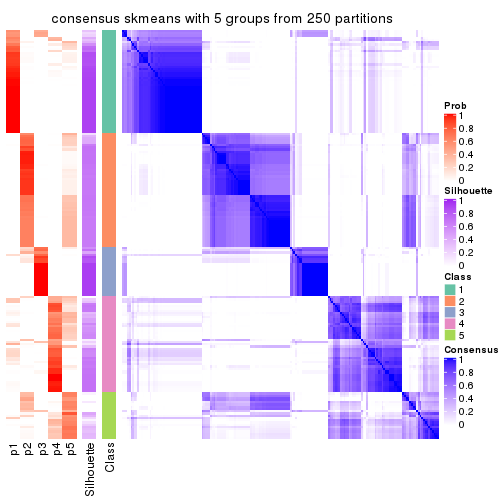 consensus skmeans with 5 groups from 250 partitions
Prob
1
0.8
0.6
0.4
0.2
0
Silhouette
1
0.8
0.6
0.4
0.2
0
Class
1
2
3
4
5
Consensus
1
0.8
0.6
0.4
0.2
0
p1
p2
p3
p4
p5
Silhouette
Class